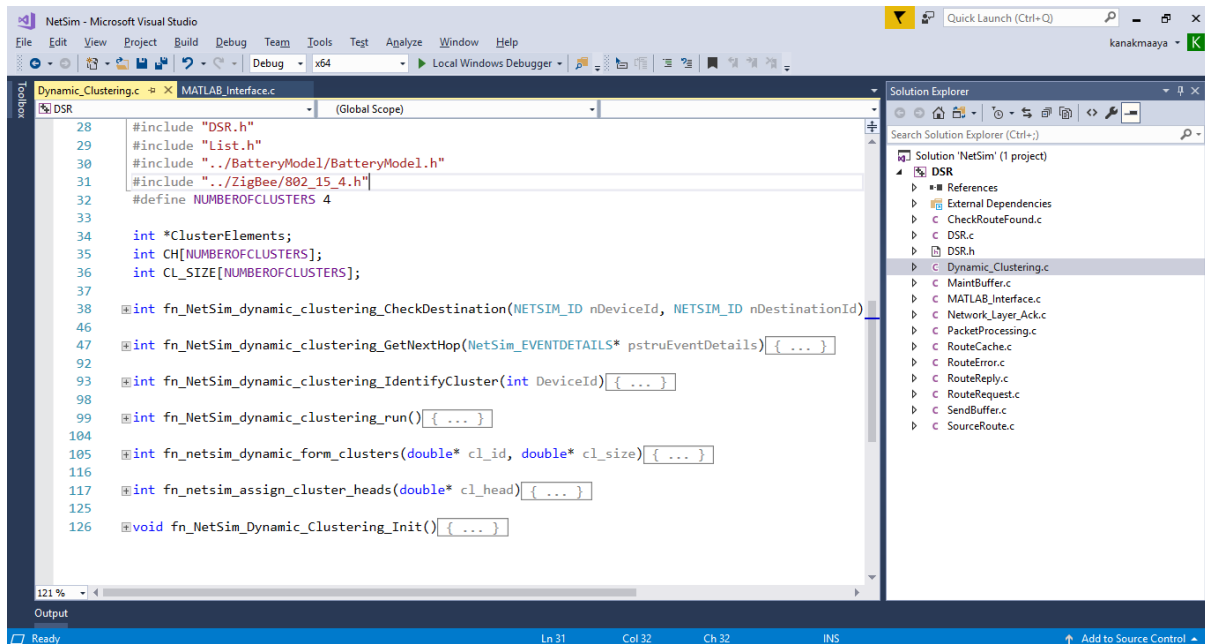 NetSim - Microsoft Visual Studio
Quick Launch (Ctrl+Q)
File Edit View Project Build Debug Team Tools Test Analyze Window Help
kanakmaaya K
Debug x64 Local Windows Debugger
Toolbox
Dynamic_Clustering.c MATLAB_Interface.c
DSR (Global Scope)
28 #include "DSR.h"
29 #include "List.h"
30 #include "../BatteryModel/BatteryModel.h"
31 #include "../ZigBee/802_15_4.h"
32 #define NUMBEROFCLUSTERS 4
33
34 int *ClusterElements;
35 int CH[NUMBEROFCLUSTERS];
36 int CL_SIZE[NUMBEROFCLUSTERS];
37
38 int fn_NetSim_dynamic_clustering_CheckDestination(NETSIM_ID nDeviceId, NETSIM_ID nDestinationId)
46
47 int fn_NetSim_dynamic_clustering_GetNextHop(NetSim_EVENTDETAILS* pstruEventDetails) { ... }
92
93 int fn_NetSim_dynamic_clustering_IdentifyCluster(int DeviceId) { ... }
98
99 int fn_NetSim_dynamic_clustering_run() { ... }
104
105 int fn_netsim_dynamic_form_clusters(double* cl_id, double* cl_size) { ... }
116
117 int fn_netsim_assign_cluster_heads(double* cl_head) { ... }
125
126 void fn_NetSim_Dynamic_Clustering_Init() { ... }
121 %
Output
Solution Explorer
Search Solution Explorer (Ctrl+;)
Solution 'NetSim' (1 project)
DSR
References
External Dependencies
CheckRouteFound.c
DSR.c
DSR.h
Dynamic_Clustering.c
MaintBuffer.c
MATLAB_Interface.c
Network_Layer_Ack.c
PacketProcessing.c
RouteCache.c
RouteError.c
RouteReply.c
RouteRequest.c
SendBuffer.c
SourceRoute.c
Ready Ln 31 Col 32 Ch 32 INS Add to Source Control